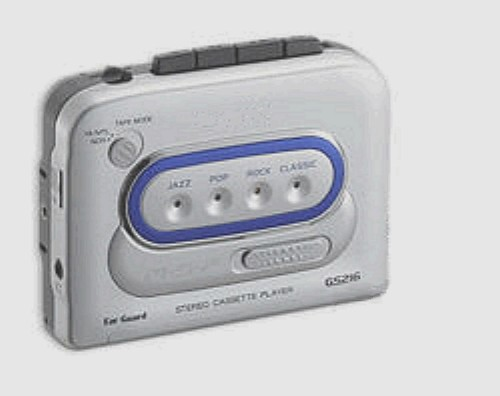 TAPE MODE
JAZZ POP ROCK CLASSIC
GS216
STEREO CASSETTE PLAYER
Ear Guard